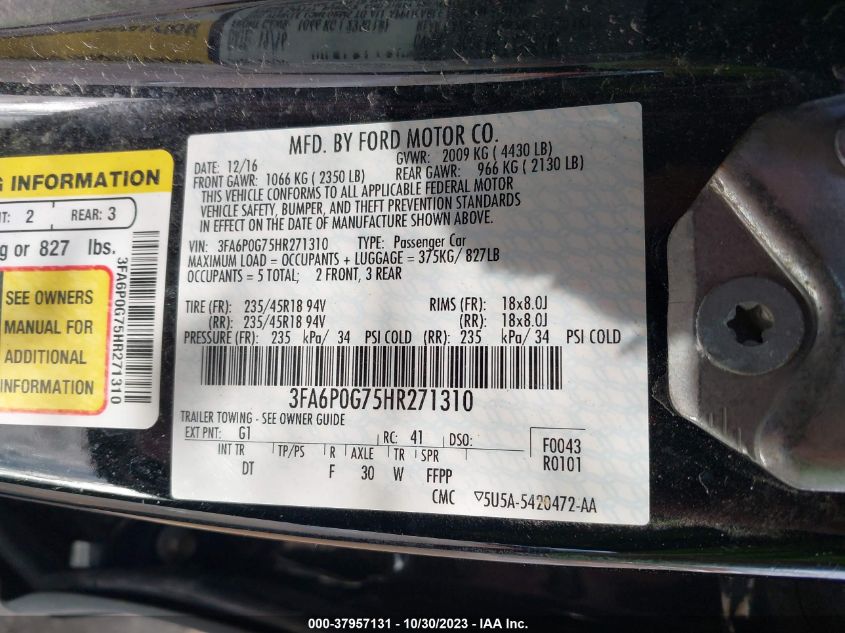 G INFORMATION
NT: 2 REAR: 3
g or 827 lbs.
SEE OWNERS
MANUAL FOR
ADDITIONAL
INFORMATION
3FA6P0G75HR271310
MFD. BY FORD MOTOR CO.
DATE: 12/16 GVWR: 2009 KG ( 4430 LB)
FRONT GAWR: 1066 KG ( 2350 LB) REAR GAWR: 966 KG ( 2130 LB)
THIS VEHICLE CONFORMS TO ALL APPLICABLE FEDERAL MOTOR
VEHICLE SAFETY, BUMPER, AND THEFT PREVENTION STANDARDS
IN EFFECT ON THE DATE OF MANUFACTURE SHOWN ABOVE.
VIN: 3FA6P0G75HR271310 TYPE: Passenger Car
MAXIMUM LOAD = OCCUPANTS + LUGGAGE = 375KG/ 827LB
OCCUPANTS = 5 TOTAL; 2 FRONT, 3 REAR
TIRE (FR): 235/45R18 94V RIMS (FR): 18x8.0J
(RR): 235/45R18 94V (RR): 18x8.0J
PRESSURE (FR): 235 kPa/ 34 PSI COLD (RR): 235 kPa/ 34 PSI COLD
3FA6P0G75HR271310
TRAILER TOWING - SEE OWNER GUIDE
EXT PNT: G1 RC: 41 DSO: F0043
INT TR TP/PS R AXLE TR SPR R0101
DT F 30 W FFPP
CMC ▽5U5A-5420472-AA
000-37957131 - 10/30/2023 - IAA Inc.